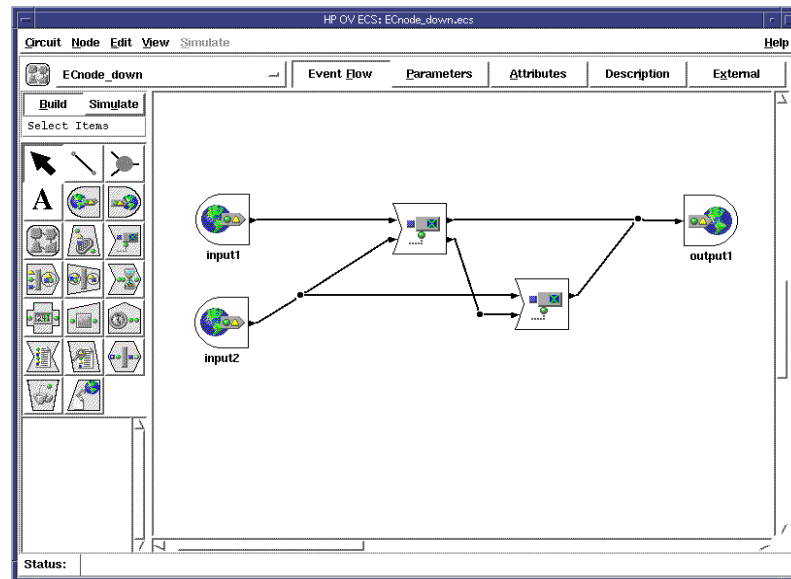 HP OV ECS: ECnode_down.ecs
Circuit Node Edit View Simulate Help
ECnode_down Event Flow Parameters Attributes Description External
Build Simulate
Select Items
A
input1
output1
input2
Status: